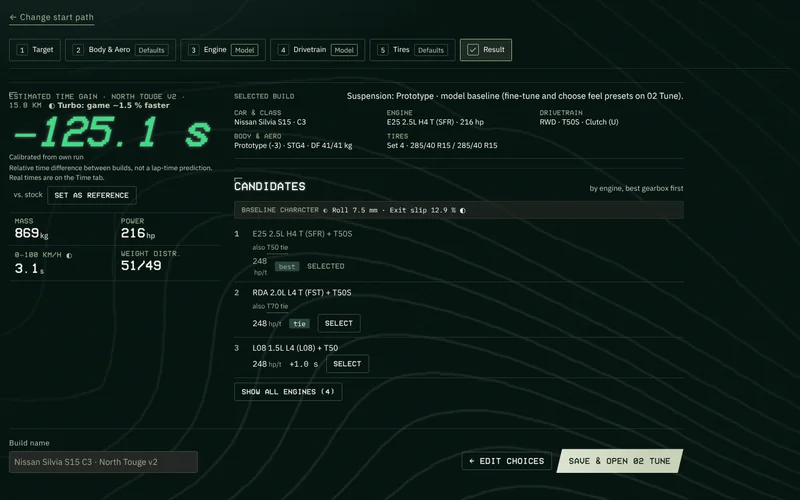 ← Change start path
1 Target
2 Body & Aero Defaults
3 Engine Model
4 Drivetrain Model
5 Tires Defaults
Result
ESTIMATED TIME GAIN · NORTH TOUGE V2 ·
15.0 KM ◐ Turbo: game ~1.5 % faster
−125.1 s
Calibrated from own run
Relative time difference between builds, not a lap-time prediction.
Real times are on the Time tab.
vs. stock SET AS REFERENCE
MASS
869 kg
POWER
216 hp
0–100 KM/H ◐
3.1 s
WEIGHT DISTR.
51/49
SELECTED BUILD
Suspension: Prototype · model baseline (fine-tune and choose feel presets on 02 Tune).
CAR & CLASS
Nissan Silvia S15 · C3
ENGINE
E25 2.5L H4 T (SFR) · 216 hp
DRIVETRAIN
RWD · T50S · Clutch (U)
BODY & AERO
Prototype (-3) · STG4 · DF 41/41 kg
TIRES
Set 4 · 285/40 R15 / 285/40 R15
CANDIDATES
by engine, best gearbox first
BASELINE CHARACTER ◐ Roll 7.5 mm · Exit slip 12.9 % ◐
1 E25 2.5L H4 T (SFR) + T50S
also T50 tie
248 hp/t best SELECTED
2 RDA 2.0L L4 T (FST) + T50S
also T70 tie
248 hp/t tie SELECT
3 L08 1.5L L4 (L08) + T50
248 hp/t +1.0 s SELECT
SHOW ALL ENGINES (4)
Build name
Nissan Silvia S15 C3 · North Touge v2
← EDIT CHOICES
SAVE & OPEN 02 TUNE